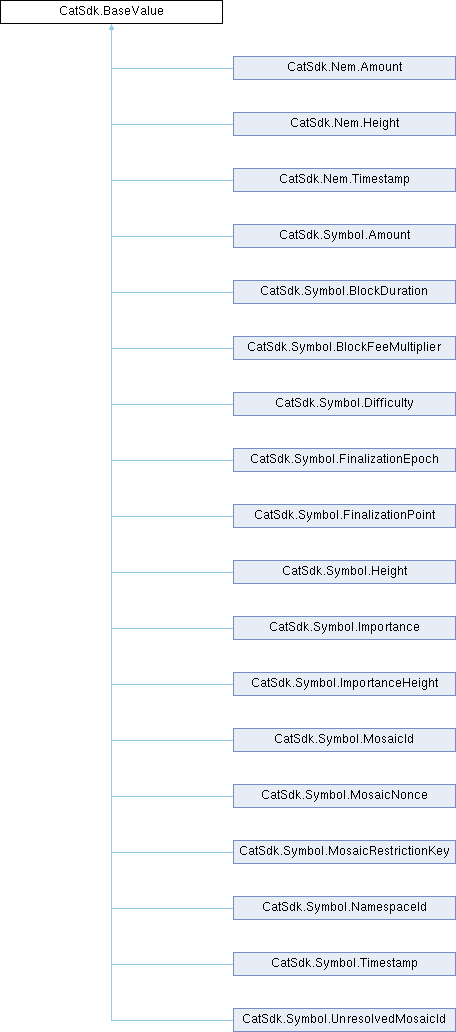 CatSdk.BaseValue
CatSdk.Nem.Amount
CatSdk.Nem.Height
CatSdk.Nem.Timestamp
CatSdk.Symbol.Amount
CatSdk.Symbol.BlockDuration
CatSdk.Symbol.BlockFeeMultiplier
CatSdk.Symbol.Difficulty
CatSdk.Symbol.FinalizationEpoch
CatSdk.Symbol.FinalizationPoint
CatSdk.Symbol.Height
CatSdk.Symbol.Importance
CatSdk.Symbol.ImportanceHeight
CatSdk.Symbol.MosaicId
CatSdk.Symbol.MosaicNonce
CatSdk.Symbol.MosaicRestrictionKey
CatSdk.Symbol.NamespaceId
CatSdk.Symbol.Timestamp
CatSdk.Symbol.UnresolvedMosaicId